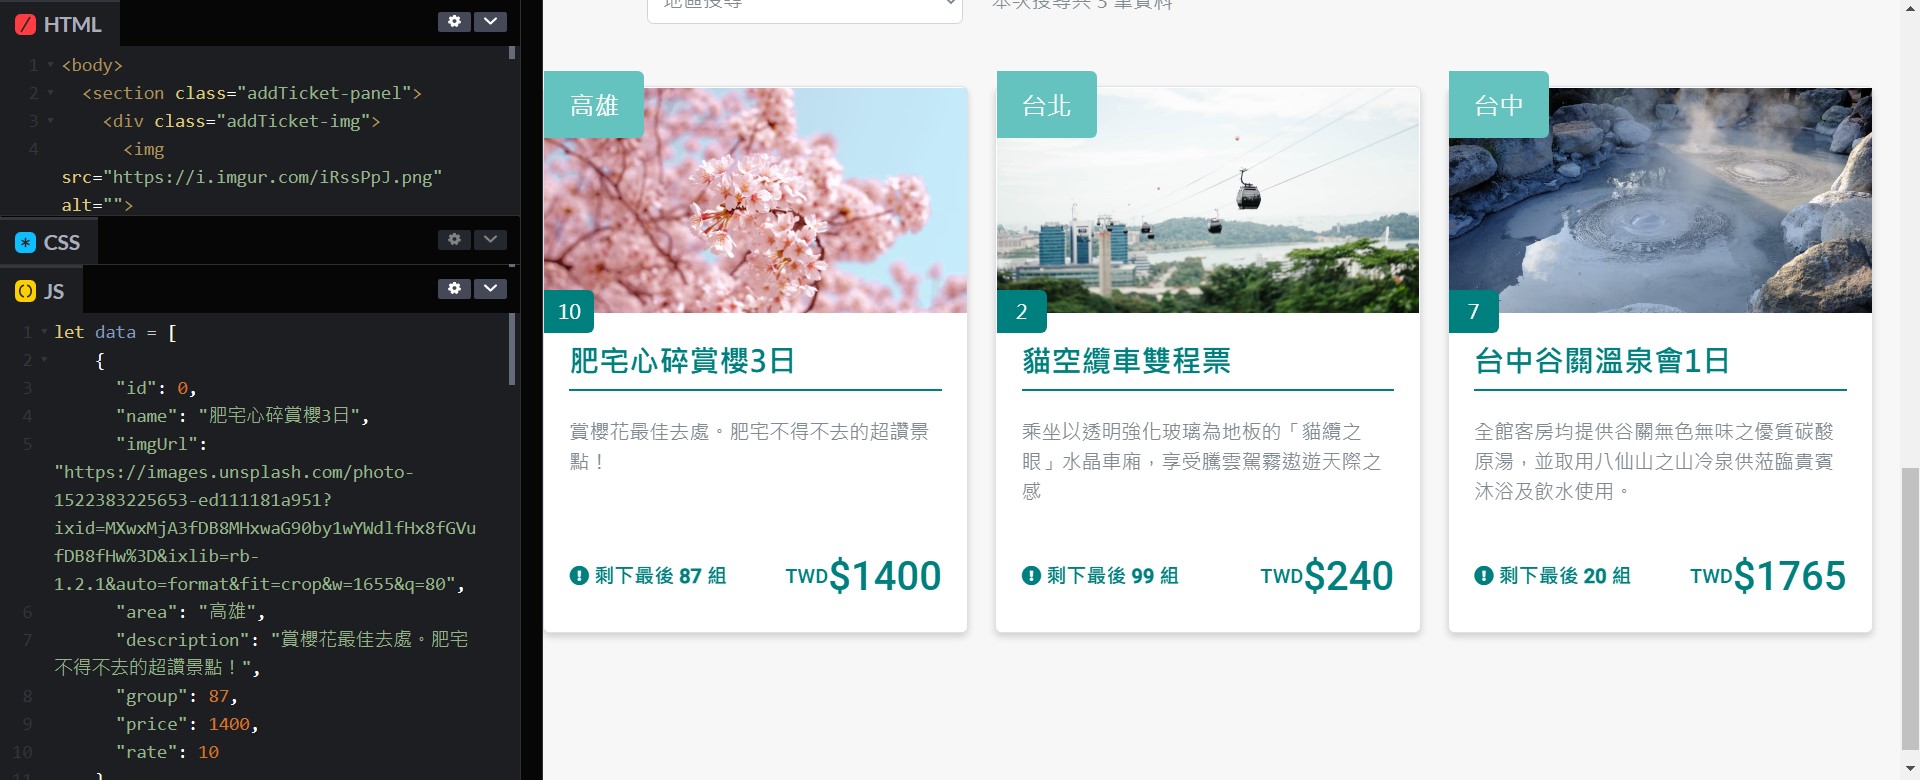 HTML
1 <body>
2 <section class="addTicket-panel">
3 <div class="addTicket-img">
4 <img
src="https://i.imgur.com/iRssPpJ.png"
alt="">
CSS
JS
1 let data = [
2 {
3 "id": 0,
4 "name": "肥宅心碎賞櫻3日",
5 "imgUrl":
"https://images.unsplash.com/photo-
1522383225653-ed111181a951?
ixid=MXwxMjA3fDB8MHxwaG90by1wYWdlfHx8fGVu
fDB8fHw%3D&ixlib=rb-
1.2.1&auto=format&fit=crop&w=1655&q=80",
6 "area": "高雄",
7 "description": "賞櫻花最佳去處。肥宅
不得不去的超讚景點！",
8 "group": 87,
9 "price": 1400,
10 "rate": 10
11 }
地區搜尋
本次搜尋共 3 筆資料
高雄
10
肥宅心碎賞櫻3日
賞櫻花最佳去處。肥宅不得不去的超讚景
點！
剩下最後 87 組
TWD$1400
台北
2
貓空纜車雙程票
乘坐以透明強化玻璃為地板的「貓纜之
眼」水晶車廂，享受騰雲駕霧遨遊天際之
感
剩下最後 99 組
TWD$240
台中
7
台中谷關溫泉會1日
全館客房均提供谷關無色無味之優質碳酸
原湯，並取用八仙山之山冷泉供蒞臨貴賓
沐浴及飲水使用。
剩下最後 20 組
TWD$1765